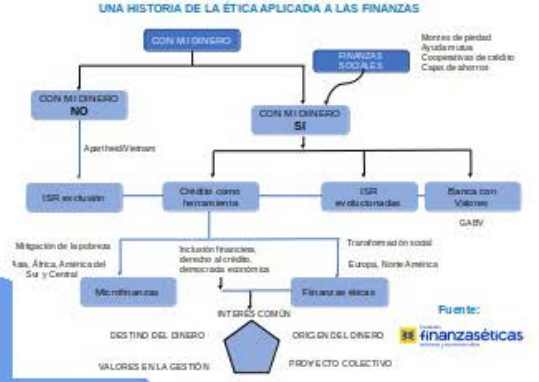 UNA HISTORIA DE LA ÉTICA APLICADA A LAS FINANZAS
CON MI DINERO
FINANZAS
SOCIALES
Montes de piedad
Ayuda mutua
Cooperativas de crédito
Cajas de ahorros
CON MI DINERO
NO
CON MI DINERO
SI
Apartheid/Vietnam
ISR exclusión
Crédito como
herramienta
ISR
evolucionadas
Banca con
Valores
GABV
Mitigación de la pobreza
Asia, África, América del
Sur y Central
Inclusión financiera,
derecho al crédito,
democracia económica
Transformación social
Europa, Norte América
Microfinanzas
Finanzas éticas
INTERÉS COMÚN
DESTINO DEL DINERO
ORIGEN DEL DINERO
VALORES EN LA GESTIÓN
PROYECTO COLECTIVO
Fuente:
finanzaséticas